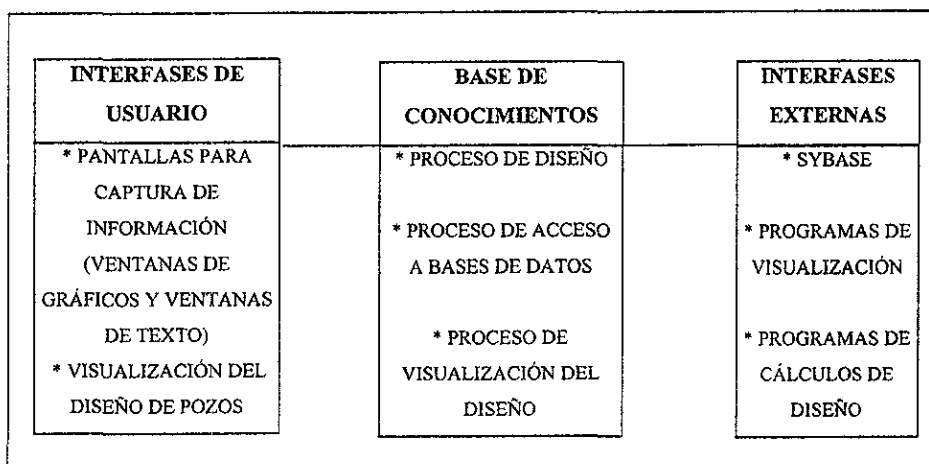 INTERFASES DE
USUARIO
* PANTALLAS PARA
CAPTURA DE
INFORMACIÓN
(VENTANAS DE
GRÁFICOS Y VENTANAS
DE TEXTO)
* VISUALIZACIÓN DEL
DISEÑO DE POZOS
BASE DE
CONOCIMIENTOS
* PROCESO DE DISEÑO
* PROCESO DE ACCESO
A BASES DE DATOS
* PROCESO DE
VISUALIZACIÓN DEL
DISEÑO
INTERFASES
EXTERNAS
* SYBASE
* PROGRAMAS DE
VISUALIZACIÓN
* PROGRAMAS DE
CÁLCULOS DE
DISEÑO